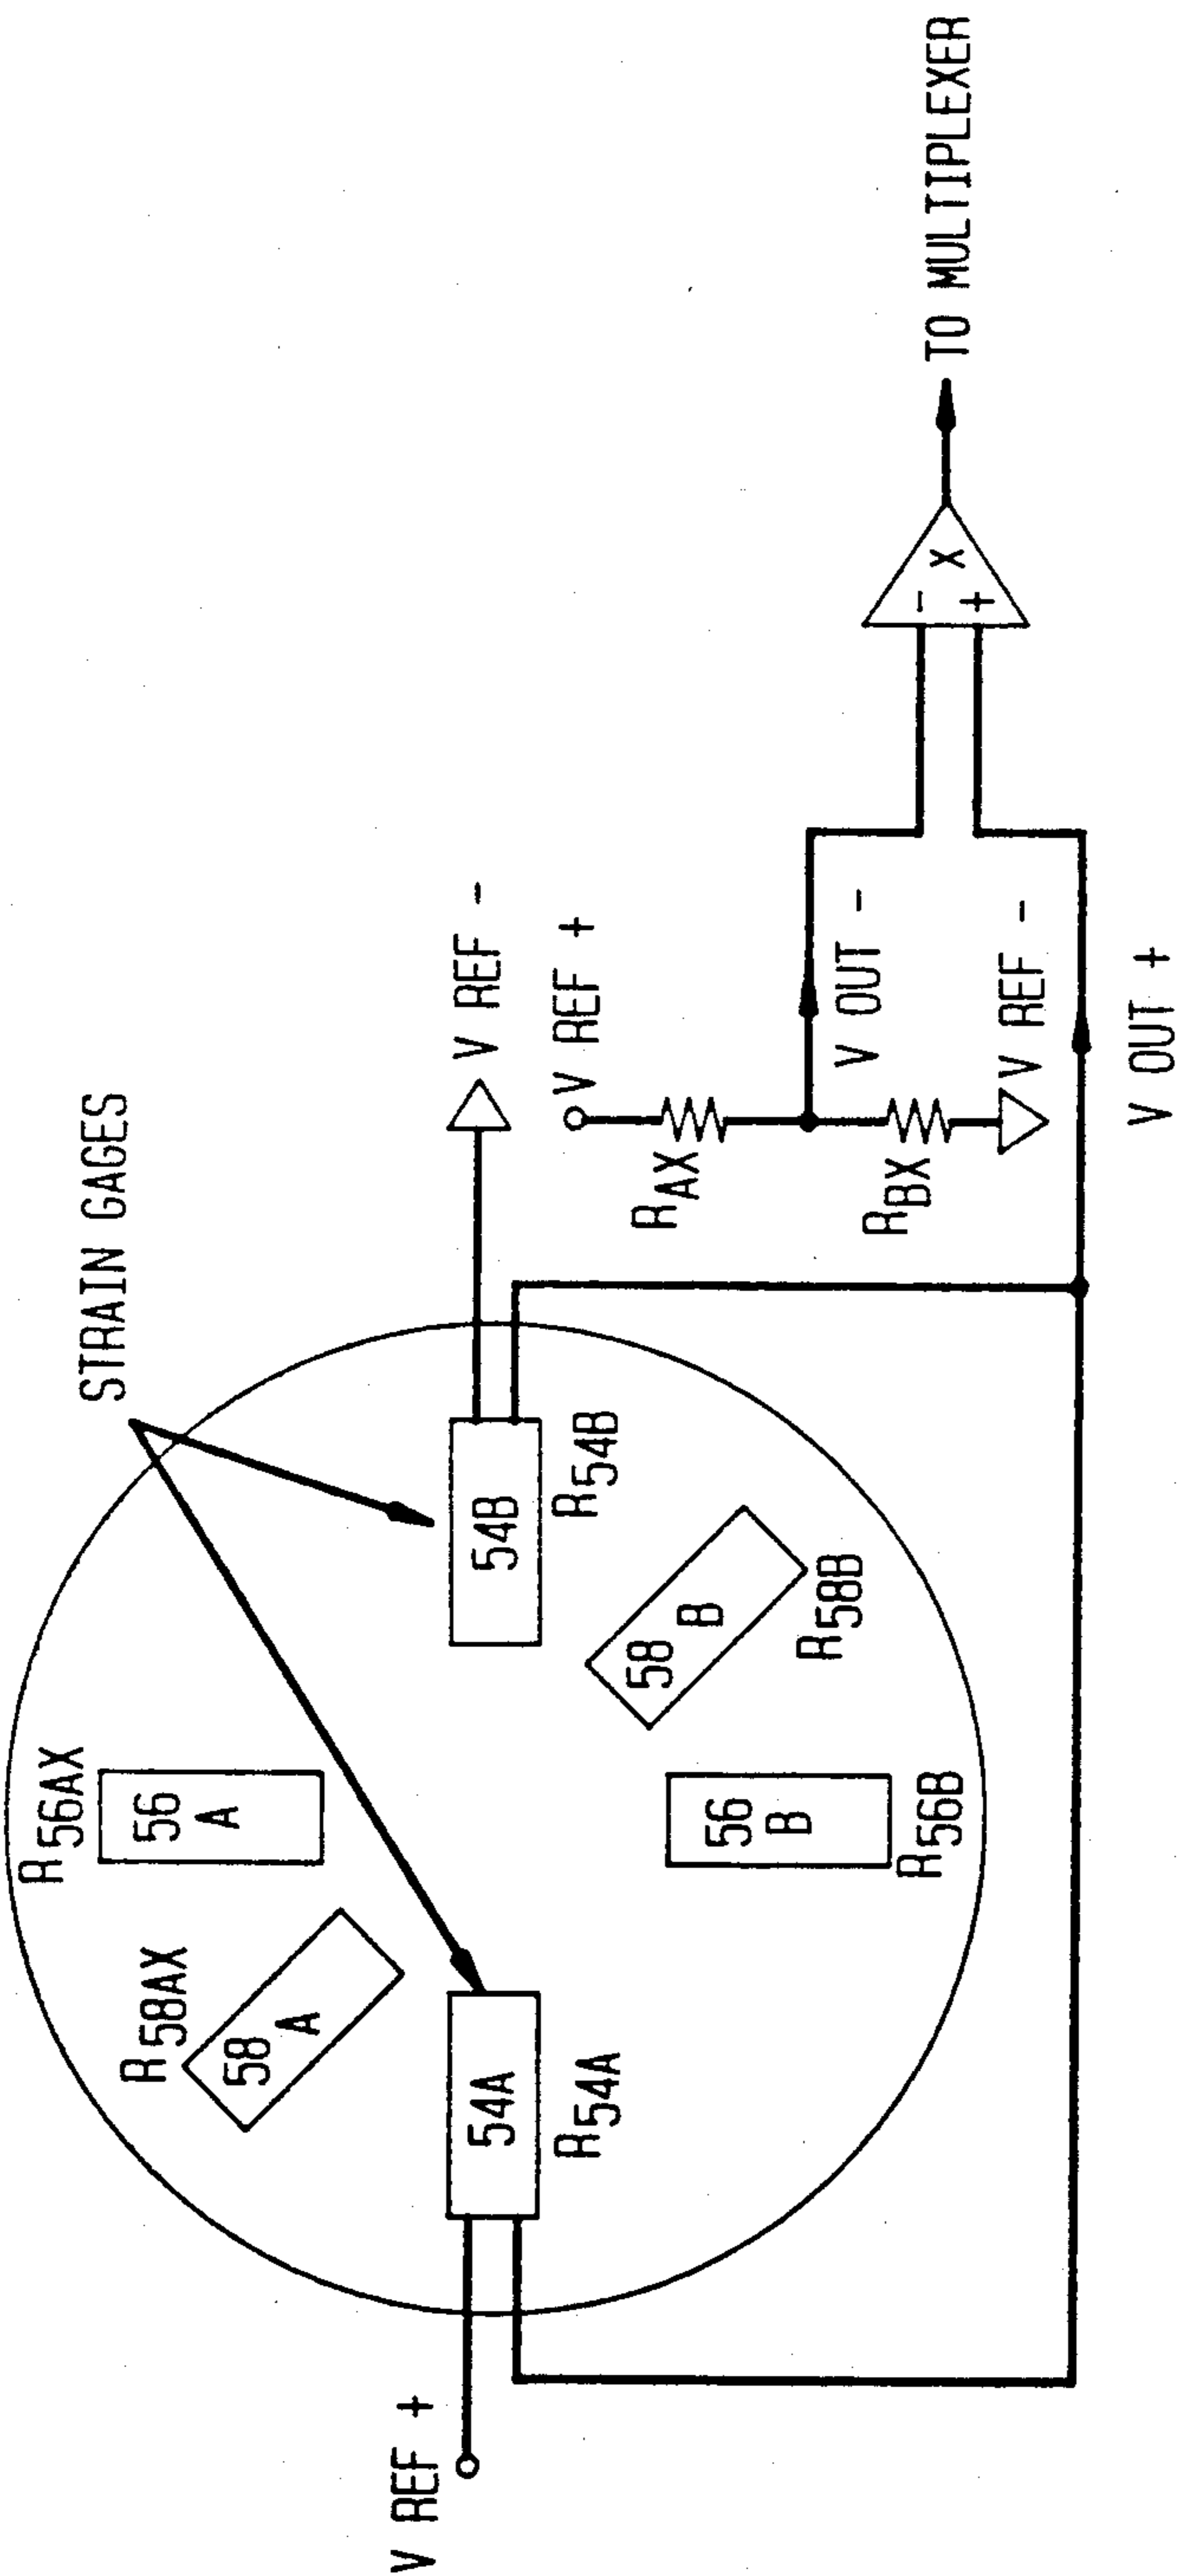 STRAIN GAGES
R56AX
56
A
R58AX
58
A
V REF +
54A
R54A
54B
R54B
V REF -
58
B
R58B
56
B
R56B
V REF +
RAX
V OUT -
RBX
V REF -
V OUT +
-
+
X
TO MULTIPLEXER